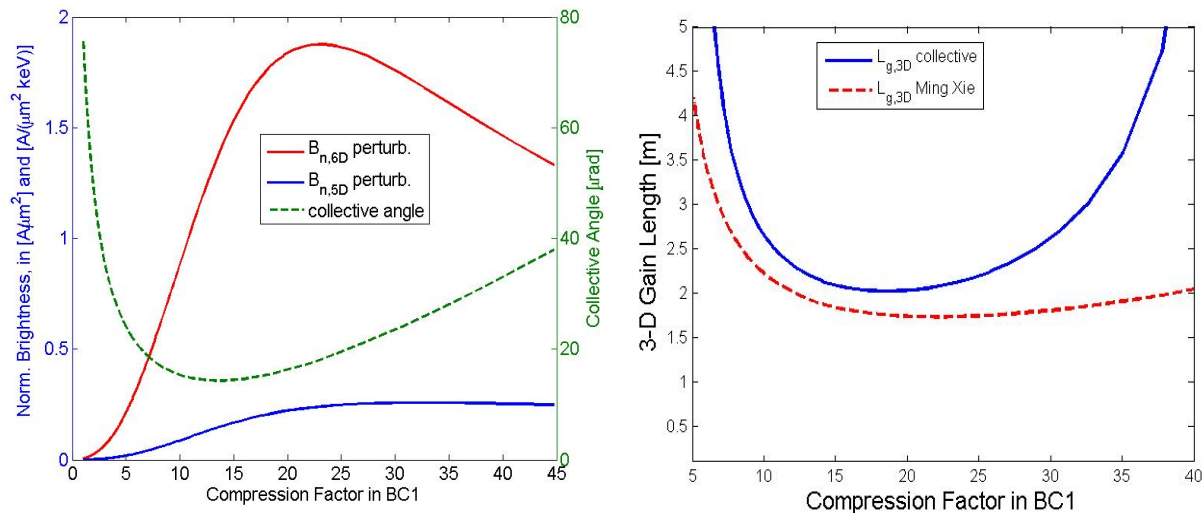 2
1.5
1
0.5
0
Norm. Brightness, in [A/μm²] and [A/(μm² keV)]
B_{n,6D} perturb.
B_{n,5D} perturb.
collective angle
80
60
40
20
0
Collective Angle [μrad]
0 5 10 15 20 25 30 35 40 45
Compression Factor in BC1
5
4.5
4
3.5
3
2.5
2
1.5
1
0.5
3-D Gain Length [m]
L_{g,3D} collective
L_{g,3D} Ming Xie
5 10 15 20 25 30 35 40
Compression Factor in BC1